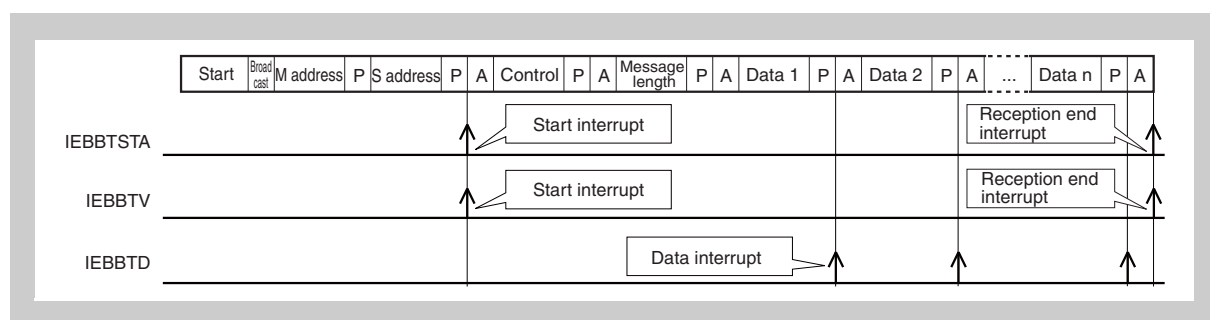 Start Broad cast M address P S address P A Control P A Message length P A Data 1 P A Data 2 P A ... Data n P A
IEBBTSTA
Start interrupt
Reception end
interrupt
IEBBTV
Start interrupt
Reception end
interrupt
IEBBTD
Data interrupt